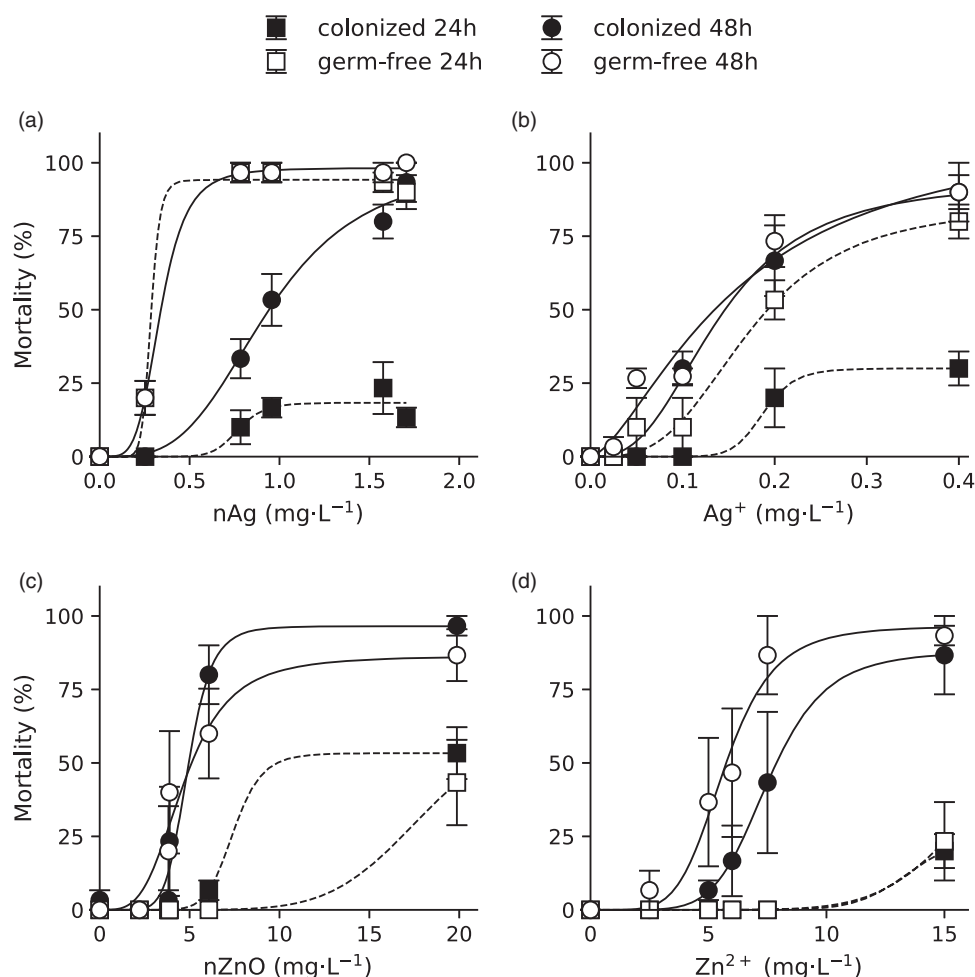 colonized 24h colonized 48h
germ-free 24h germ-free 48h
(a) (b)
100 100
75 75
50 50
25 25
0 0
Mortality (%)
0.0 0.5 1.0 1.5 2.0 0.0 0.1 0.2 0.3 0.4
nAg (mg·L⁻¹) Ag⁺ (mg·L⁻¹)
(c) (d)
100 100
75 75
50 50
25 25
0 0
Mortality (%)
0 5 10 15 20 0 5 10 15
nZnO (mg·L⁻¹) Zn²⁺ (mg·L⁻¹)